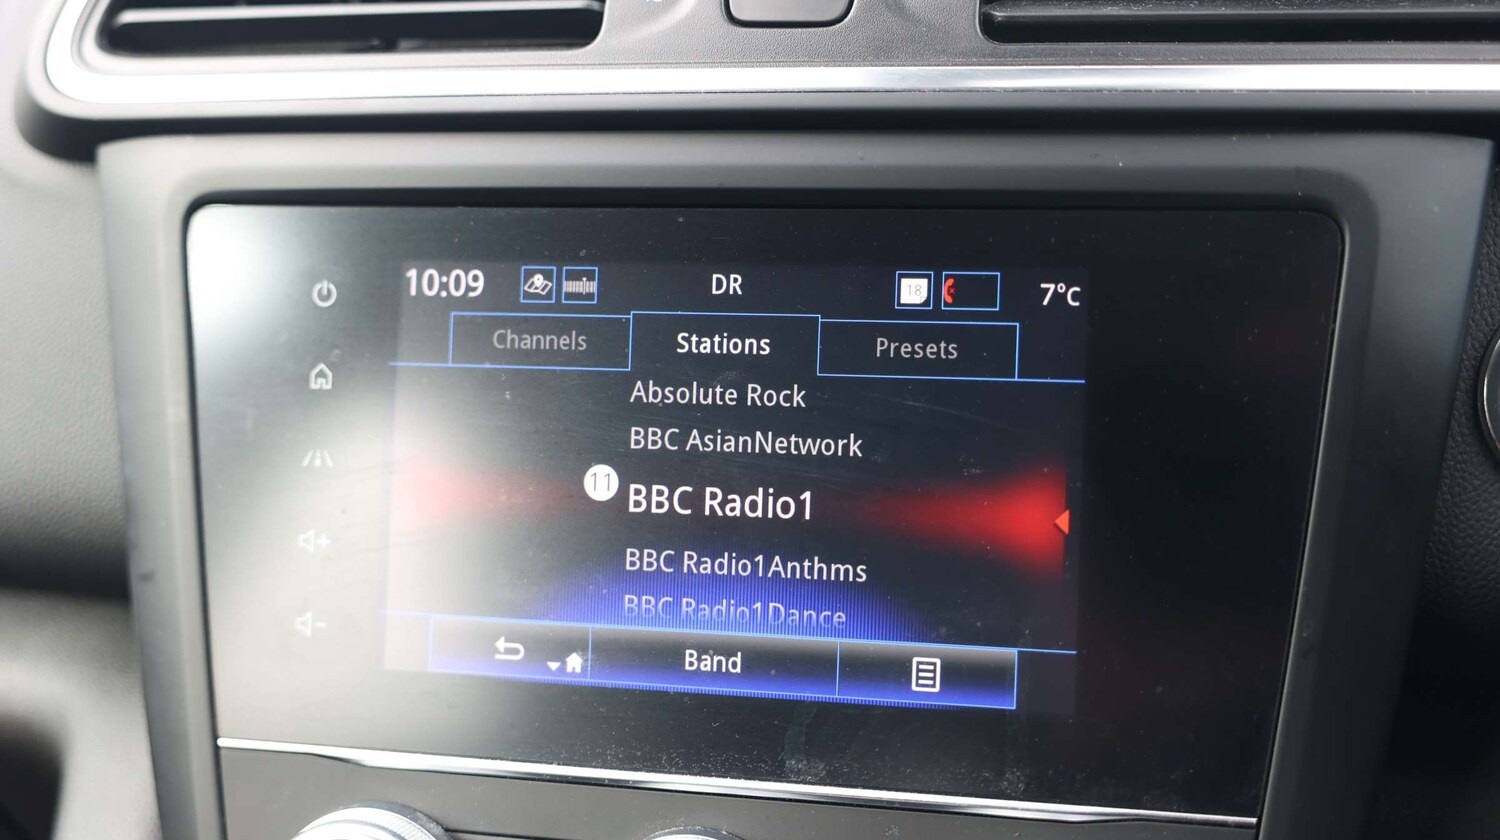 10:09 DR 18 7°C
Channels Stations Presets
Absolute Rock
BBC AsianNetwork
11 BBC Radio1
BBC Radio1Anthms
BBC Radio1Dance
Band